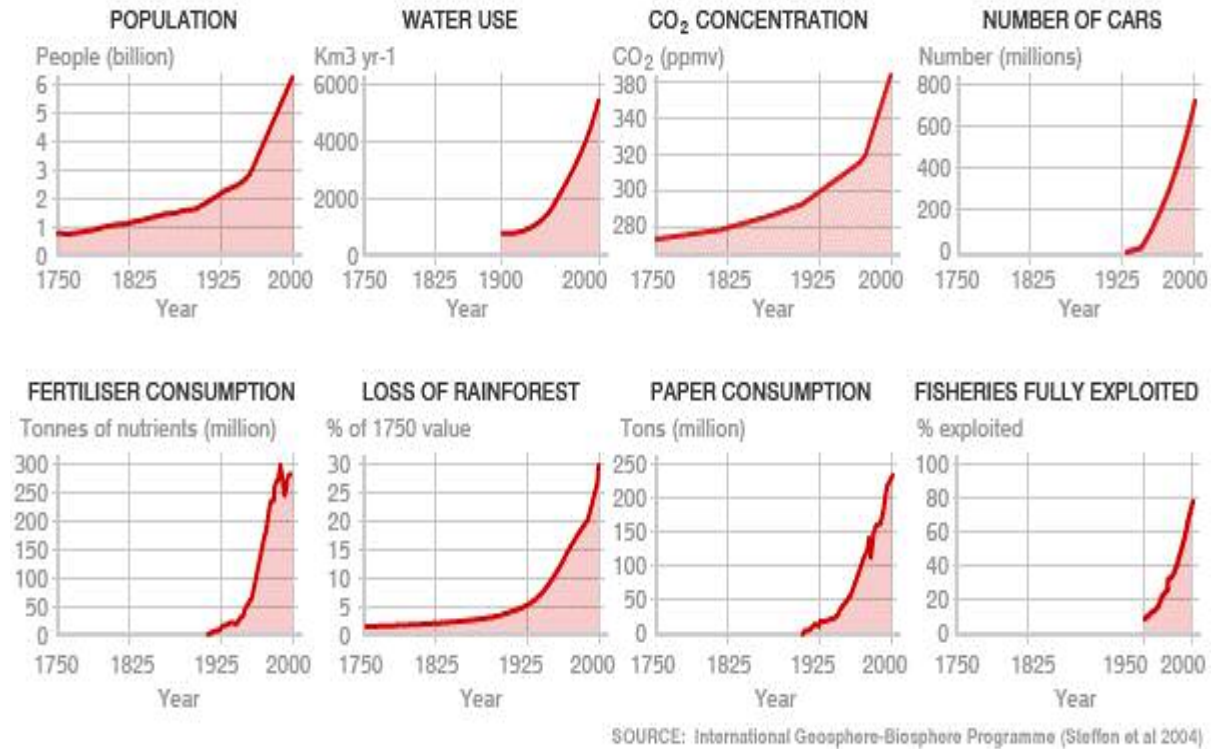 POPULATION
People (billion)
6
5
4
3
2
1
0
1750 1825 1925 2000
Year
WATER USE
Km3 yr-1
6000
4000
2000
0
1750 1825 1900 2000
Year
CO₂ CONCENTRATION
CO₂ (ppmv)
380
340
320
300
280
1750 1825 1925 2000
Year
NUMBER OF CARS
Number (millions)
800
600
400
200
0
1750 1825 1925 2000
Year
FERTILISER CONSUMPTION
Tonnes of nutrients (million)
300
250
200
150
100
50
0
1750 1825 1925 2000
Year
LOSS OF RAINFOREST
% of 1750 value
30
25
20
15
10
5
0
1750 1825 1925 2000
Year
PAPER CONSUMPTION
Tons (million)
250
200
150
100
50
0
1750 1825 1925 2000
Year
FISHERIES FULLY EXPLOITED
% exploited
100
80
60
40
20
0
1750 1825 1950 2000
Year
SOURCE: International Geosphere-Biosphere Programme (Steffen et al 2004)